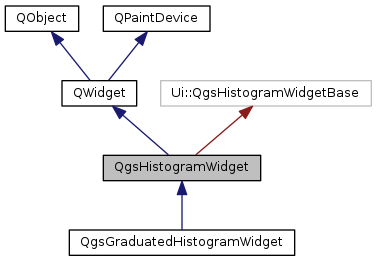 QObject
QPaintDevice
QWidget
Ui::QgsHistogramWidgetBase
QgsHistogramWidget
QgsGraduatedHistogramWidget